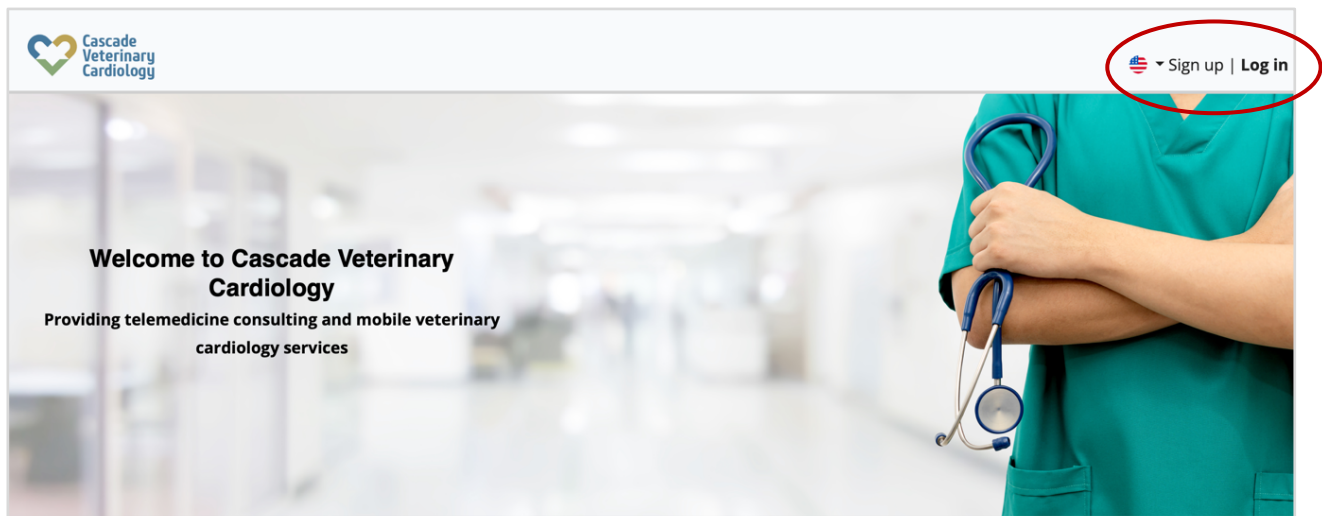 Cascade
Veterinary
Cardiology
Sign up | Log in
Welcome to Cascade Veterinary
Cardiology
Providing telemedicine consulting and mobile veterinary
cardiology services